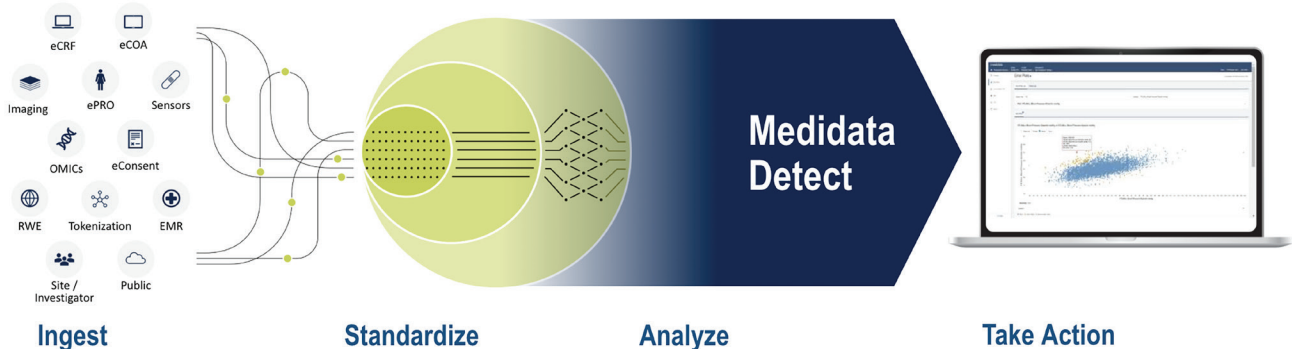 eCRF
eCOA
Imaging
ePRO
Sensors
OMICs
eConsent
RWE
Tokenization
EMR
Site /
Investigator
Public
Medidata
Detect
Ingest
Standardize
Analyze
Take Action